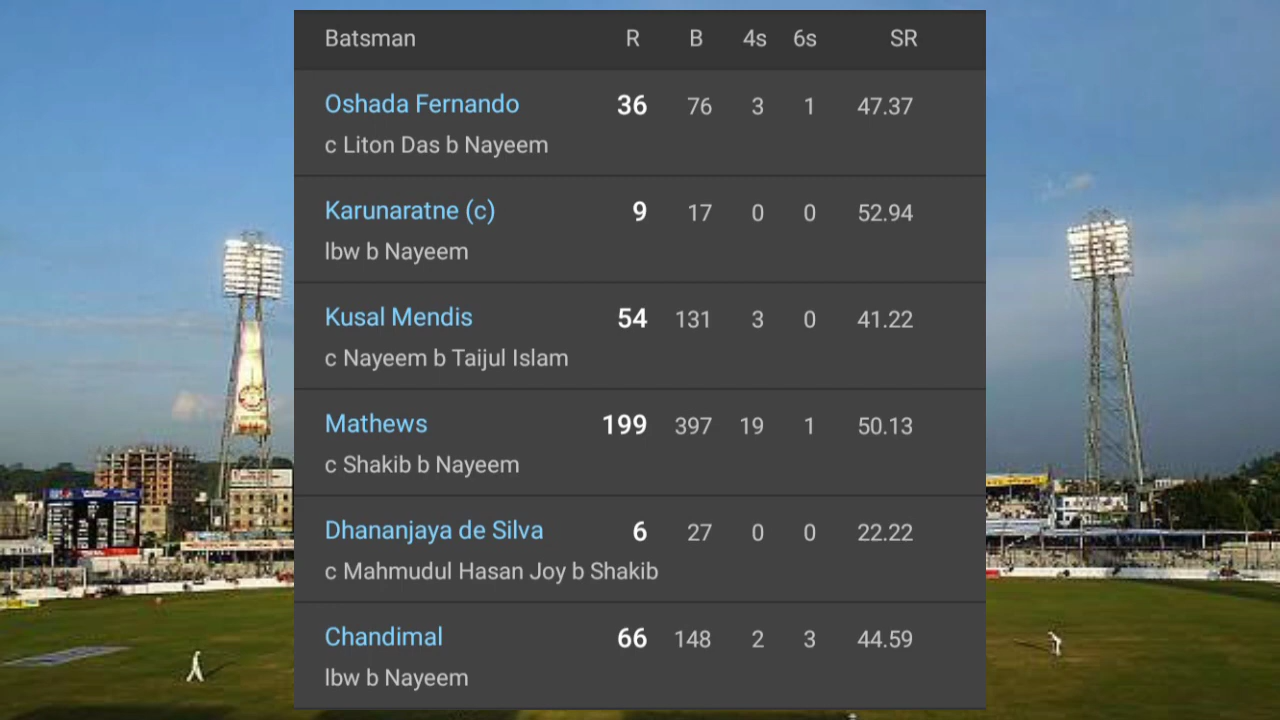 Batsman R B 4s 6s SR
Oshada Fernando 36 76 3 1 47.37
c Liton Das b Nayeem
Karunaratne (c) 9 17 0 0 52.94
lbw b Nayeem
Kusal Mendis 54 131 3 0 41.22
c Nayeem b Taijul Islam
Mathews 199 397 19 1 50.13
c Shakib b Nayeem
Dhananjaya de Silva 6 27 0 0 22.22
c Mahmudul Hasan Joy b Shakib
Chandimal 66 148 2 3 44.59
lbw b Nayeem